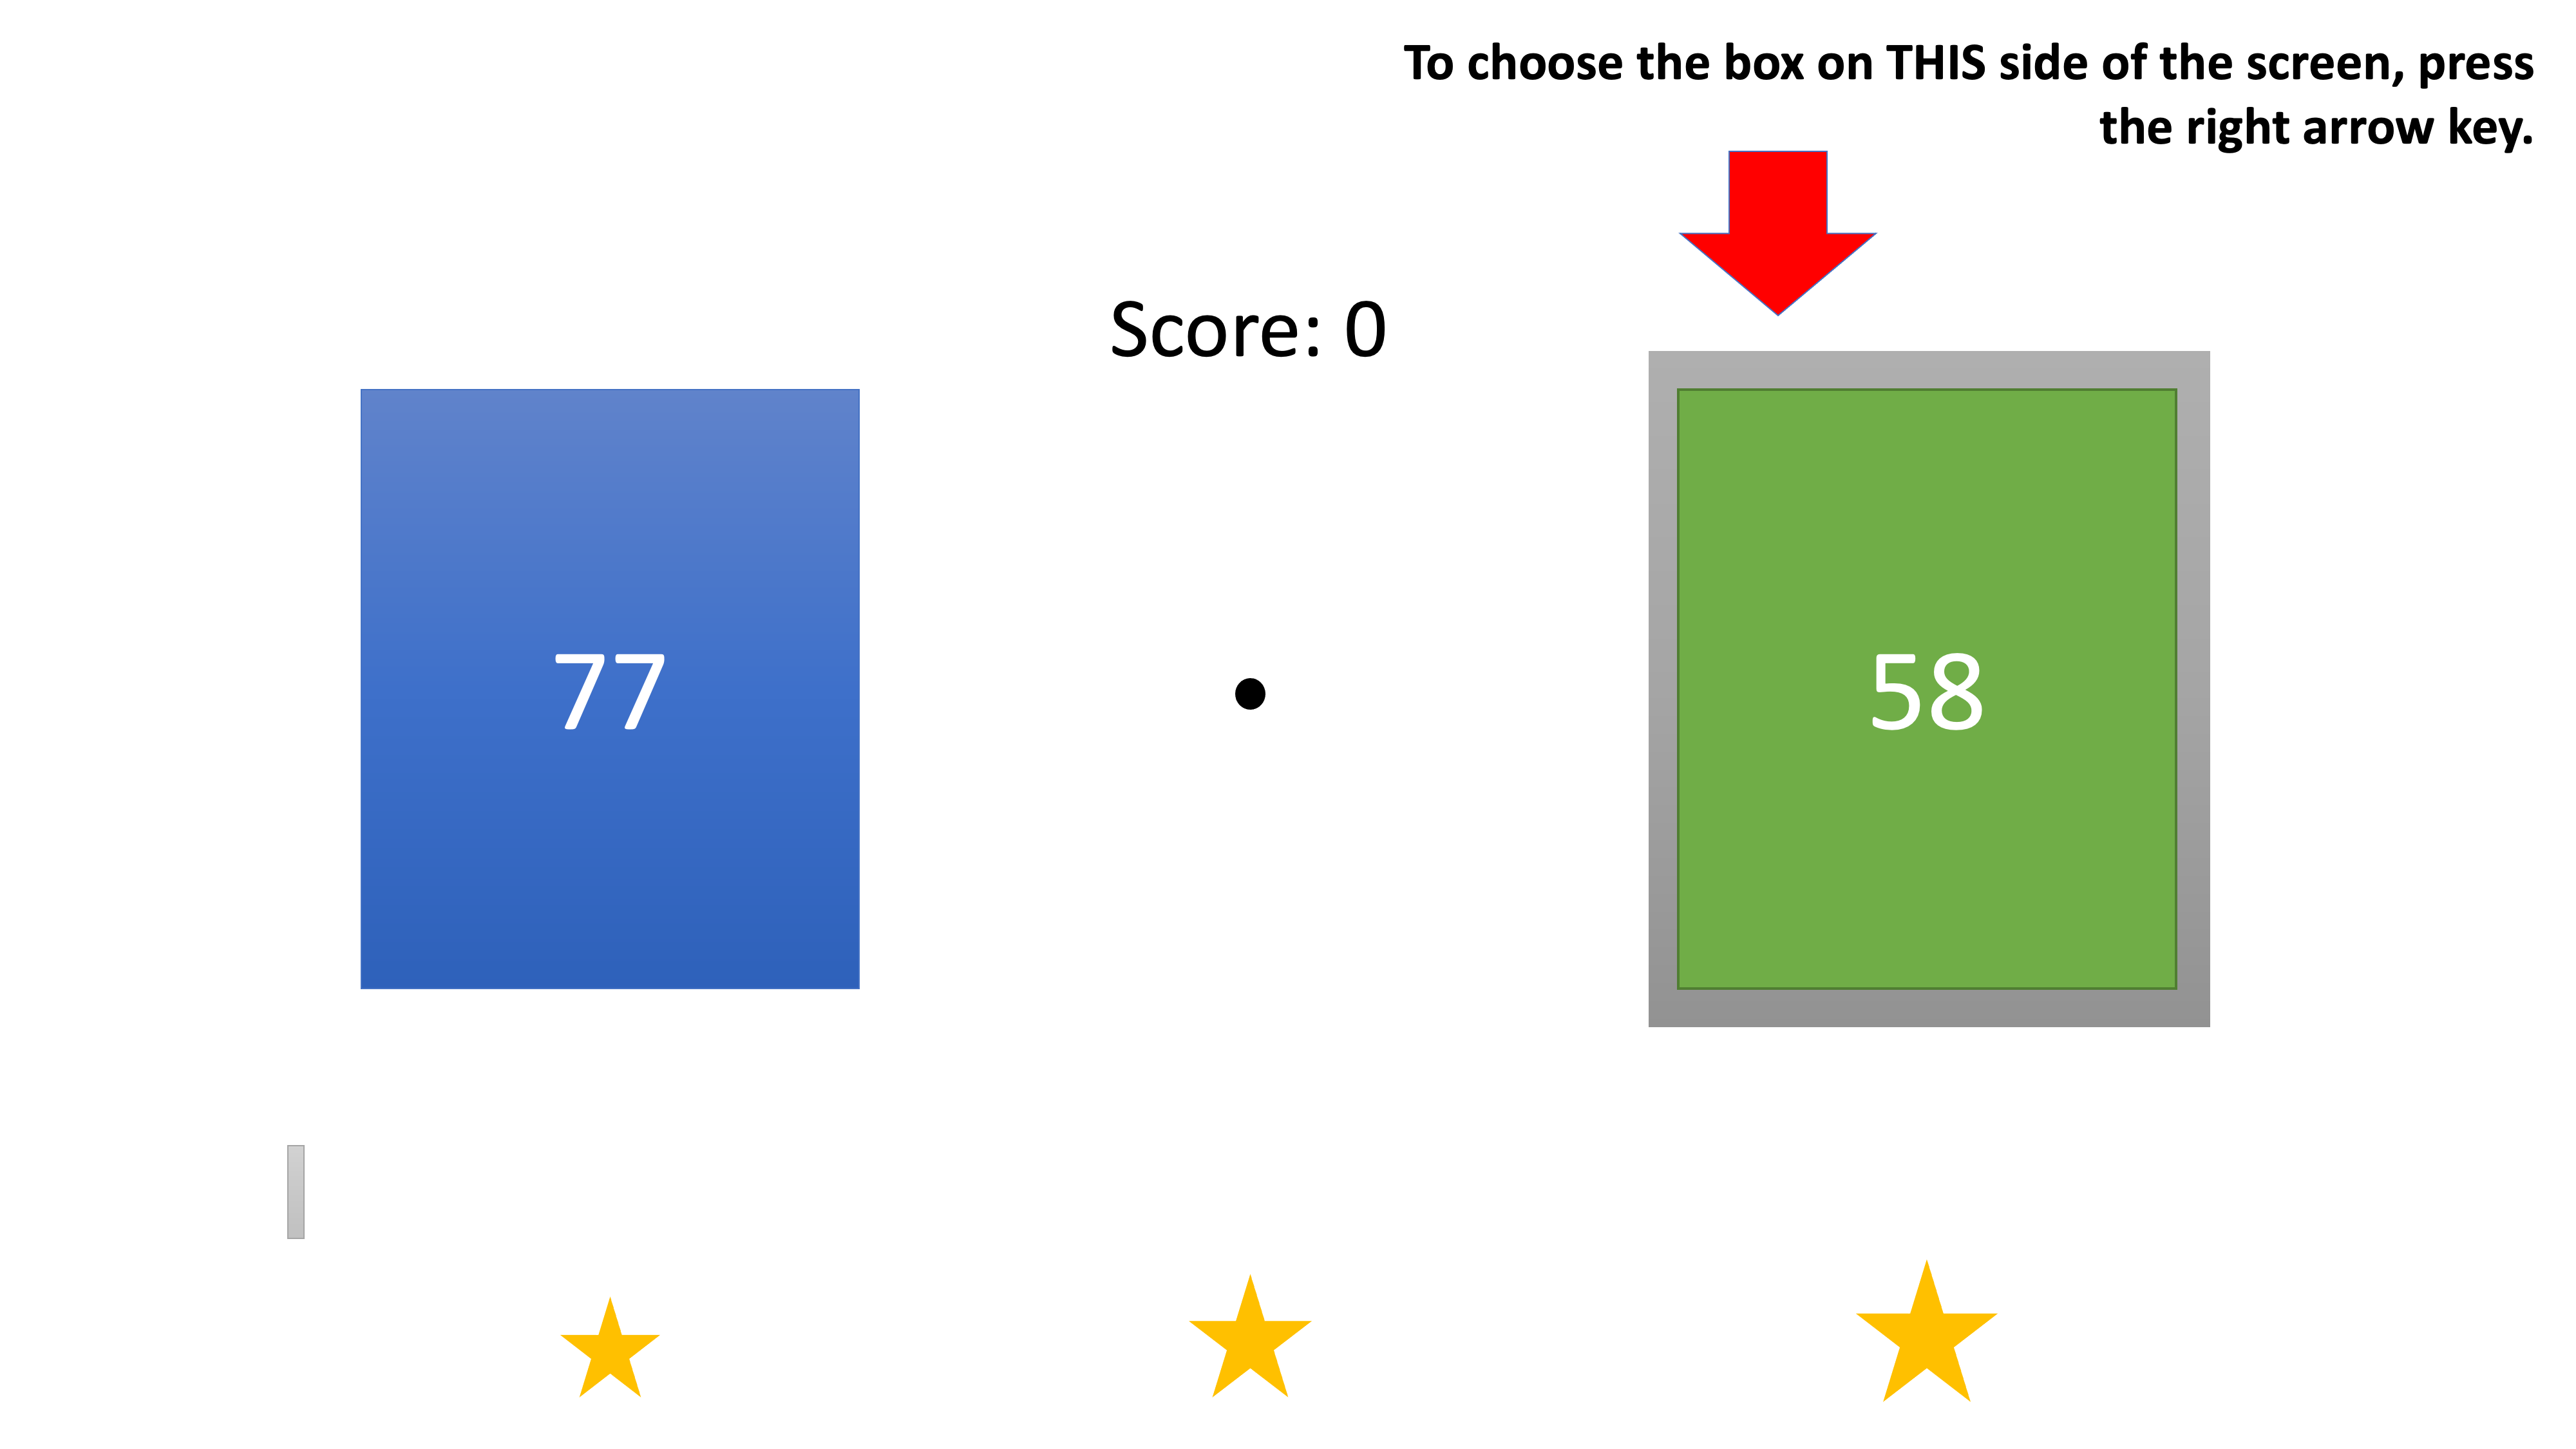 To choose the box on THIS side of the screen, press
the right arrow key.
Score: 0
77
58